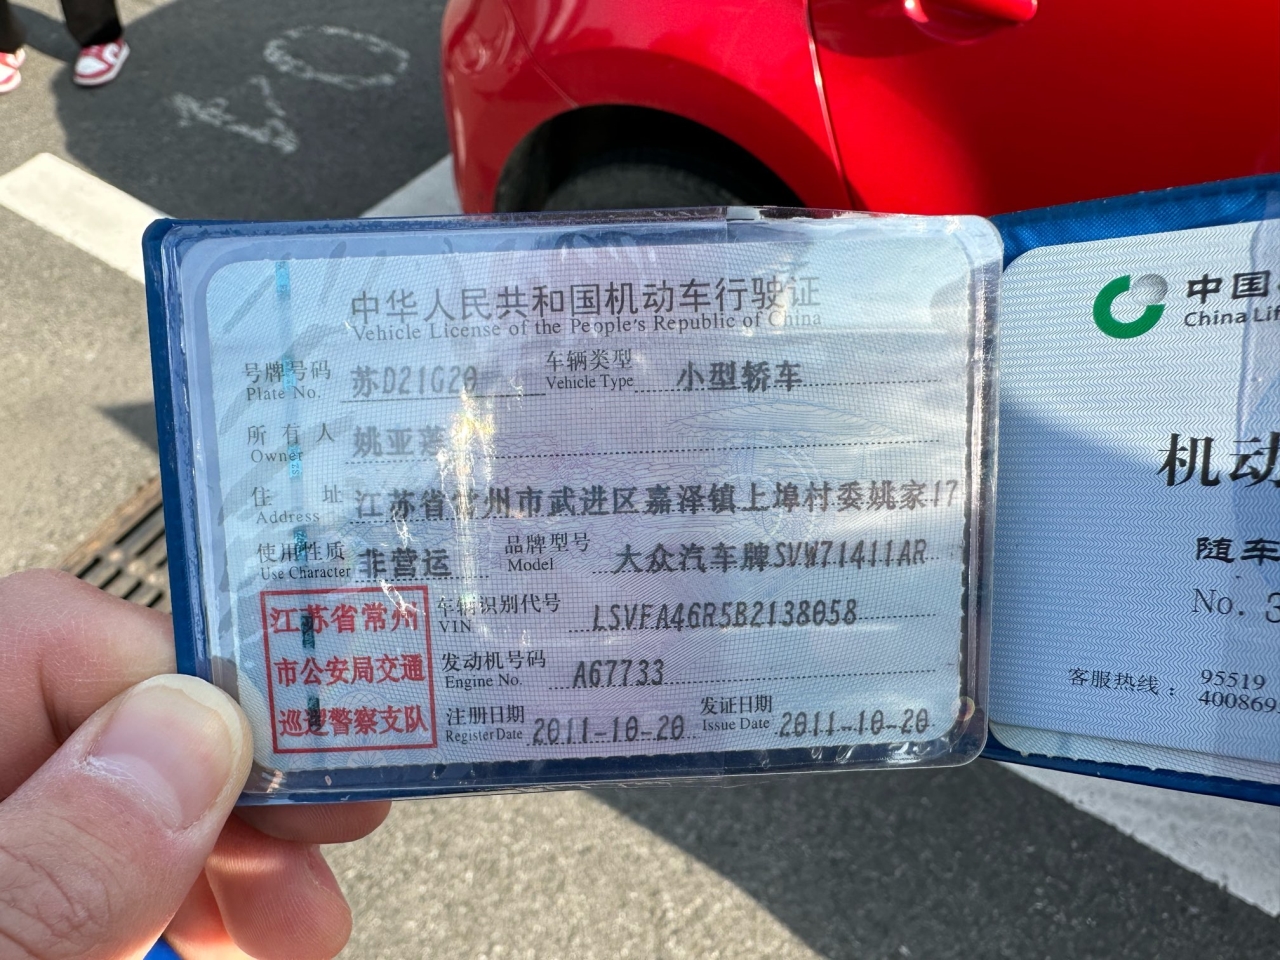 中华人民共和国机动车行驶证
Vehicle License of the People's Republic of China
号牌号码 苏D21G20 车辆类型 小型轿车
Plate No. Vehicle Type
所有人 姚亚
Owner
住址 江苏省常州市武进区嘉泽镇上埠村委姚家17
Address
使用性质 非营运 品牌型号 大众汽车牌SVW71411AR
Use Character Model
江苏省常州
市公安局交通
巡逻警察支队
车辆识别代号 LSVFA46R5B2138058
VIN
发动机号码 A67733
Engine No.
注册日期 2011-10-20 发证日期 2011-10-20
Register Date Issue Date
中国
China Lif
机动
随车
No. 3
客服热线： 95519
400869